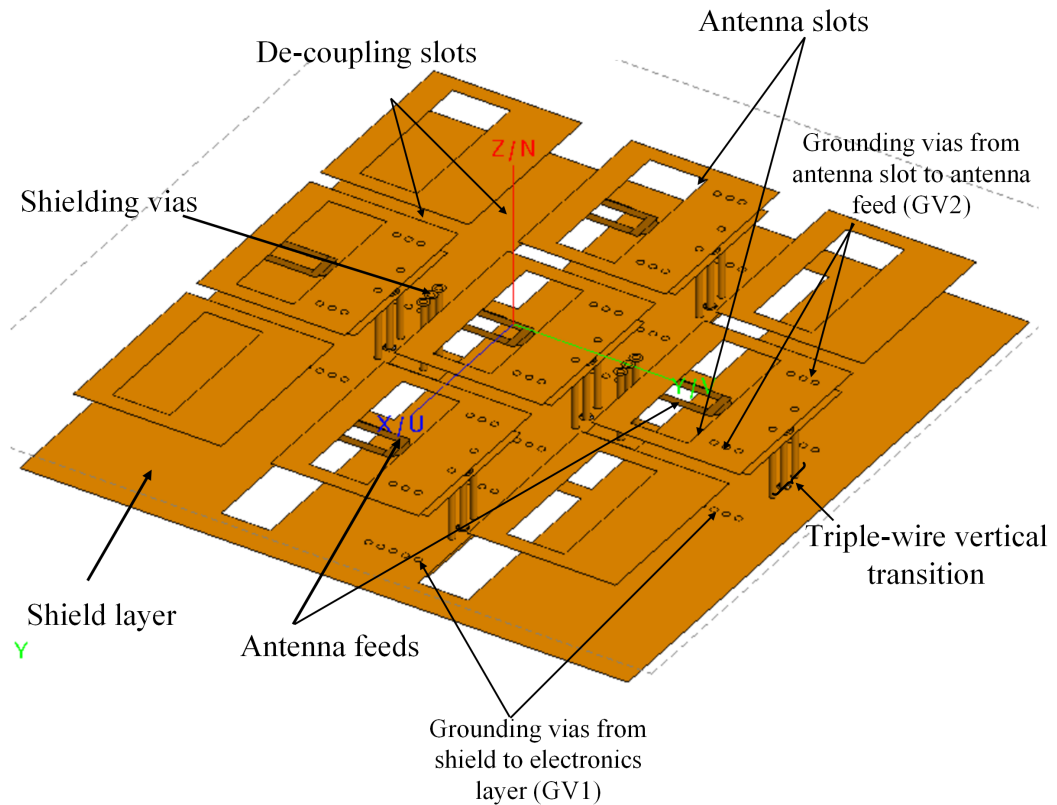 Antenna slots
De-coupling slots
Grounding vias from
antenna slot to antenna
feed (GV2)
Z/N
Shielding vias
Y/V
X/U
Triple-wire vertical
transition
Shield layer
Antenna feeds
Y
Grounding vias from
shield to electronics
layer (GV1)